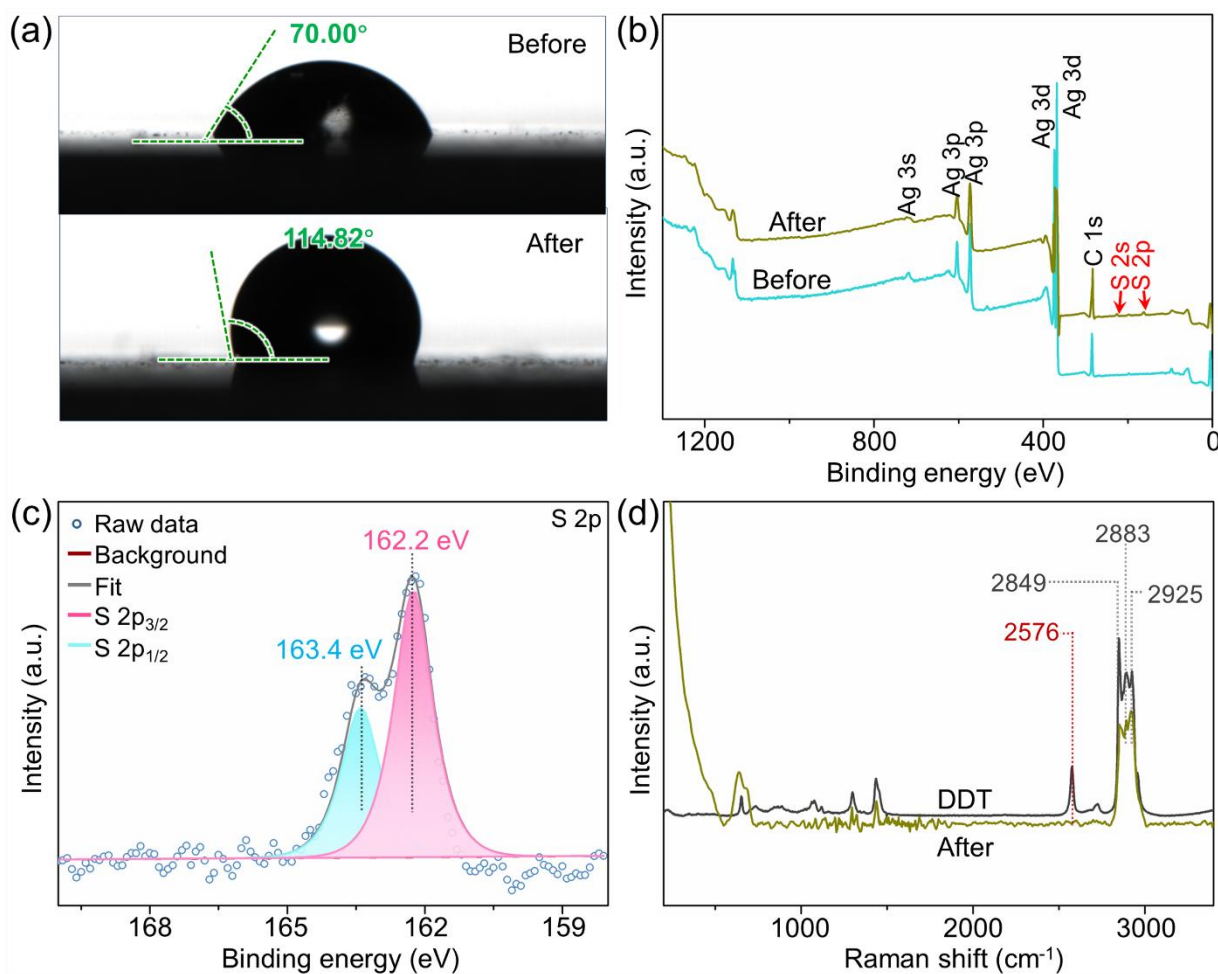 (a)
70.00°
Before
114.82°
After
(b)
Intensity (a.u.)
Ag 3s
Ag 3p
Ag 3p
Ag 3d
Ag 3d
C 1s
S 2s
S 2p
After
Before
1200
800
400
0
Binding energy (eV)
(c)
Raw data
Background
Fit
S 2p3/2
S 2p1/2
S 2p
162.2 eV
163.4 eV
Intensity (a.u.)
168
165
162
159
Binding energy (eV)
(d)
2883
2849
2925
2576
DDT
After
Intensity (a.u.)
1000
2000
3000
Raman shift (cm-1)